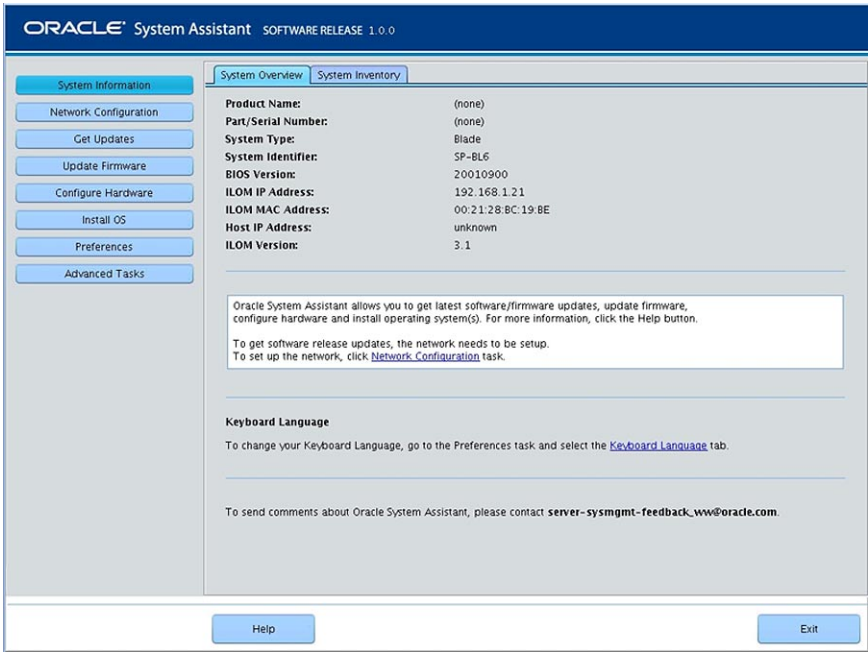 ORACLE® System Assistant SOFTWARE RELEASE 1.0.0
System Information
Network Configuration
Get Updates
Update Firmware
Configure Hardware
Install OS
Preferences
Advanced Tasks
System Overview System Inventory
Product Name: (none)
Part/Serial Number: (none)
System Type: Blade
System Identifier: SP-BL6
BIOS Version: 20010900
ILOM IP Address: 192.168.1.21
ILOM MAC Address: 00:21:28:BC:19:BE
Host IP Address: unknown
ILOM Version: 3.1
Oracle System Assistant allows you to get latest software/firmware updates, update firmware,
configure hardware and install operating system(s). For more information, click the Help button.
To get software release updates, the network needs to be setup.
To set up the network, click Network Configuration task.
Keyboard Language
To change your Keyboard Language, go to the Preferences task and select the Keyboard Language tab.
To send comments about Oracle System Assistant, please contact server-sysmgmt-feedback_ww@oracle.com.
Help Exit